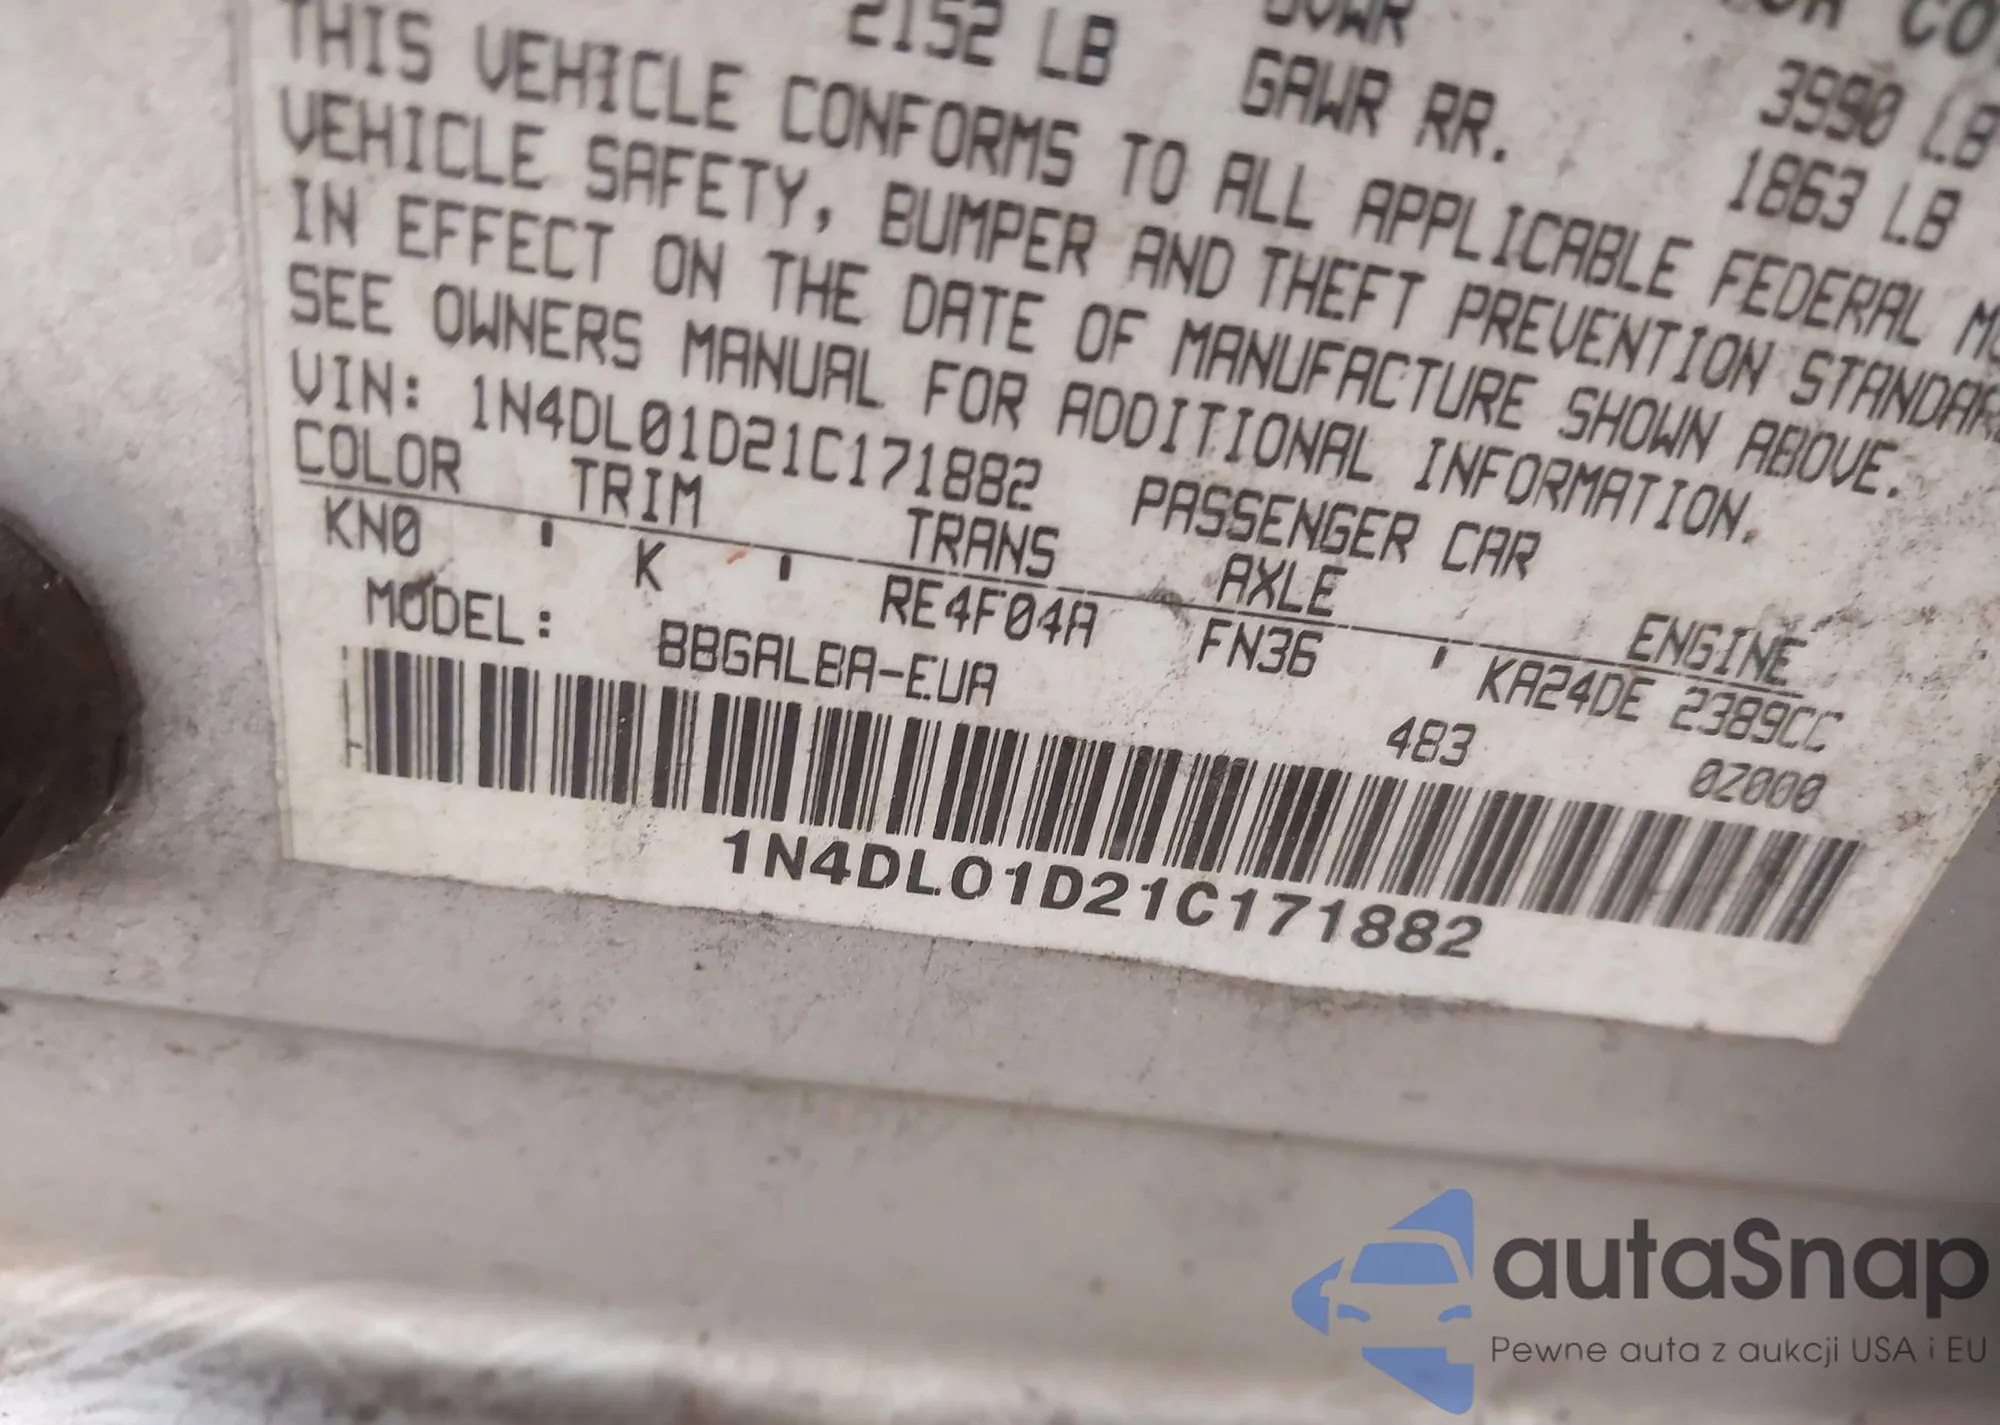 2152 LB GVWR 3990 LB
GAWR RR. 1863 LB
THIS VEHICLE CONFORMS TO ALL APPLICABLE FEDERAL
VEHICLE SAFETY, BUMPER AND THEFT PREVENTION
IN EFFECT ON THE DATE OF MANUFACTURE SHOWN ABOVE.
SEE OWNERS MANUAL FOR ADDITIONAL INFORMATION.
VIN: 1N4DL01D21C171882 PASSENGER CAR
COLOR TRIM TRANS AXLE ENGINE
KN0 K RE4F04A FN36 KA24DE 2389CC
MODEL: BBGALBA-EUA 483 0Z000
1N4DL01D21C171882
autaSnap
Pewne auta z aukcji USA i EU